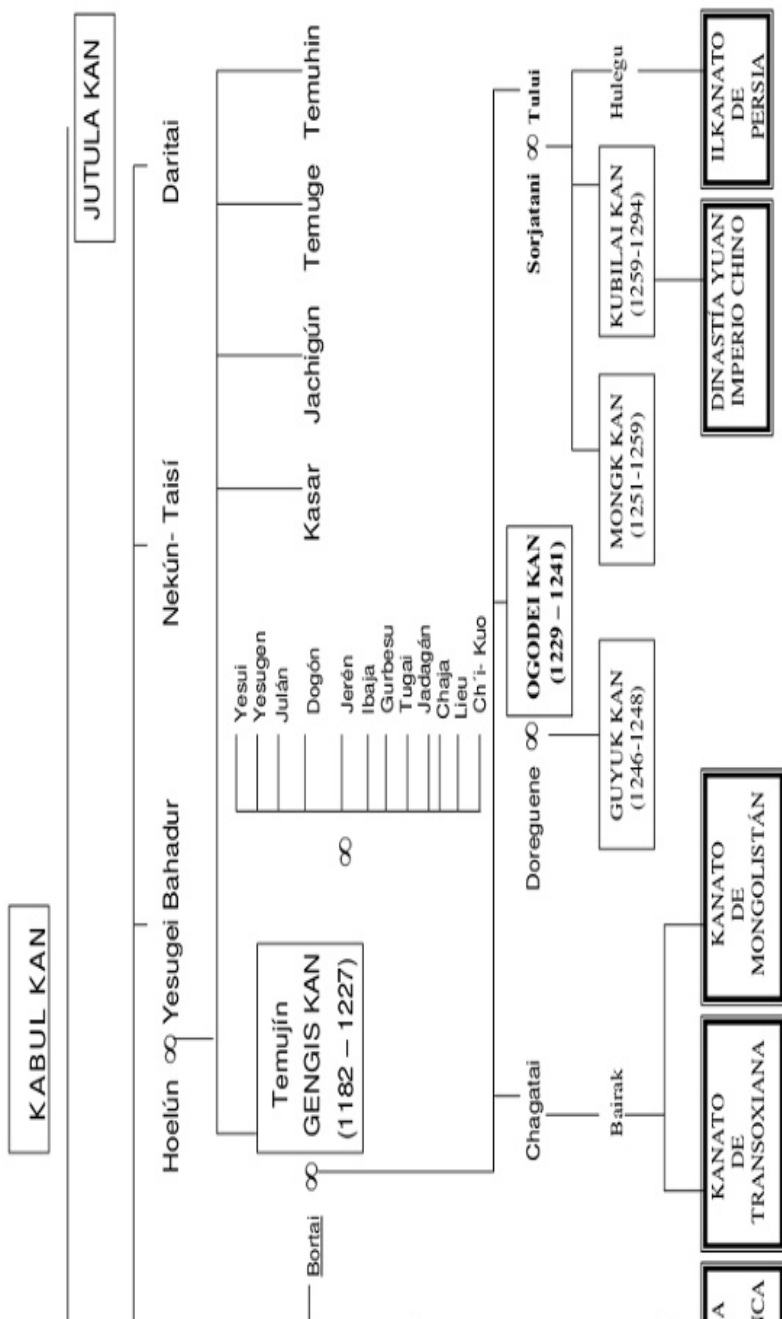 KABUL KAN
JUTULA KAN
Hoelún ∞ Yesugei Bahadur
Nekún- Taisí
Daritai
Bortai
∞
Temujín
GENGIS KAN
(1182 – 1227)
∞
Yesui
Yesugen
Julán
Dogón
Jerén
Ibaja
Gurbesu
Tugai
Jadagán
Chaja
Lieu
Ch´i- Kuo
Kasar
Jachigún
Temuge
Temuhin
Chagatai
Doreguene ∞
OGODEI KAN
(1229 – 1241)
Sorjatani ∞ Tului
Bairak
GUYUK KAN
(1246-1248)
MONGK KAN
(1251-1259)
KUBILAI KAN
(1259-1294)
Hulegu
A
NCA
KANATO
DE
TRANSOXIANA
KANATO
DE
MONGOLISTÁN
DINASTÍA YUAN
IMPERIO CHINO
ILKANATO
DE
PERSIA